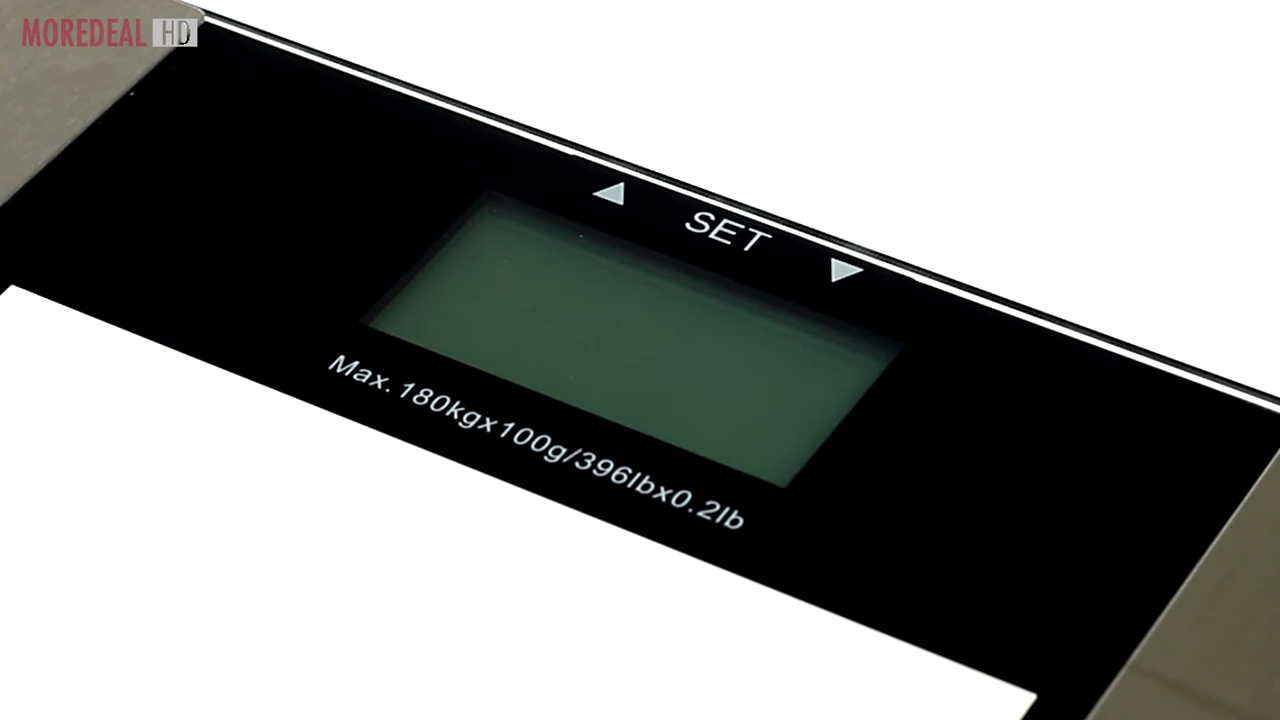 MOREDEAL HD
◀ SET ▶
Max.180kgx100g/396lbx0.2lb